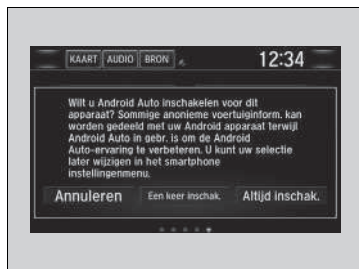 KAART AUDIO BRON 12:34
Wilt u Android Auto inschakelen voor dit
apparaat? Sommige anonieme voertuiginform. kan
worden gedeeld met uw Android apparaat terwijl
Android Auto in gebr. is om de Android
Auto-ervaring te verbeteren. U kunt uw selectie
later wijzigen in het smartphone
instellingenmenu.
Annuleren Een keer inschak. Altijd inschak.